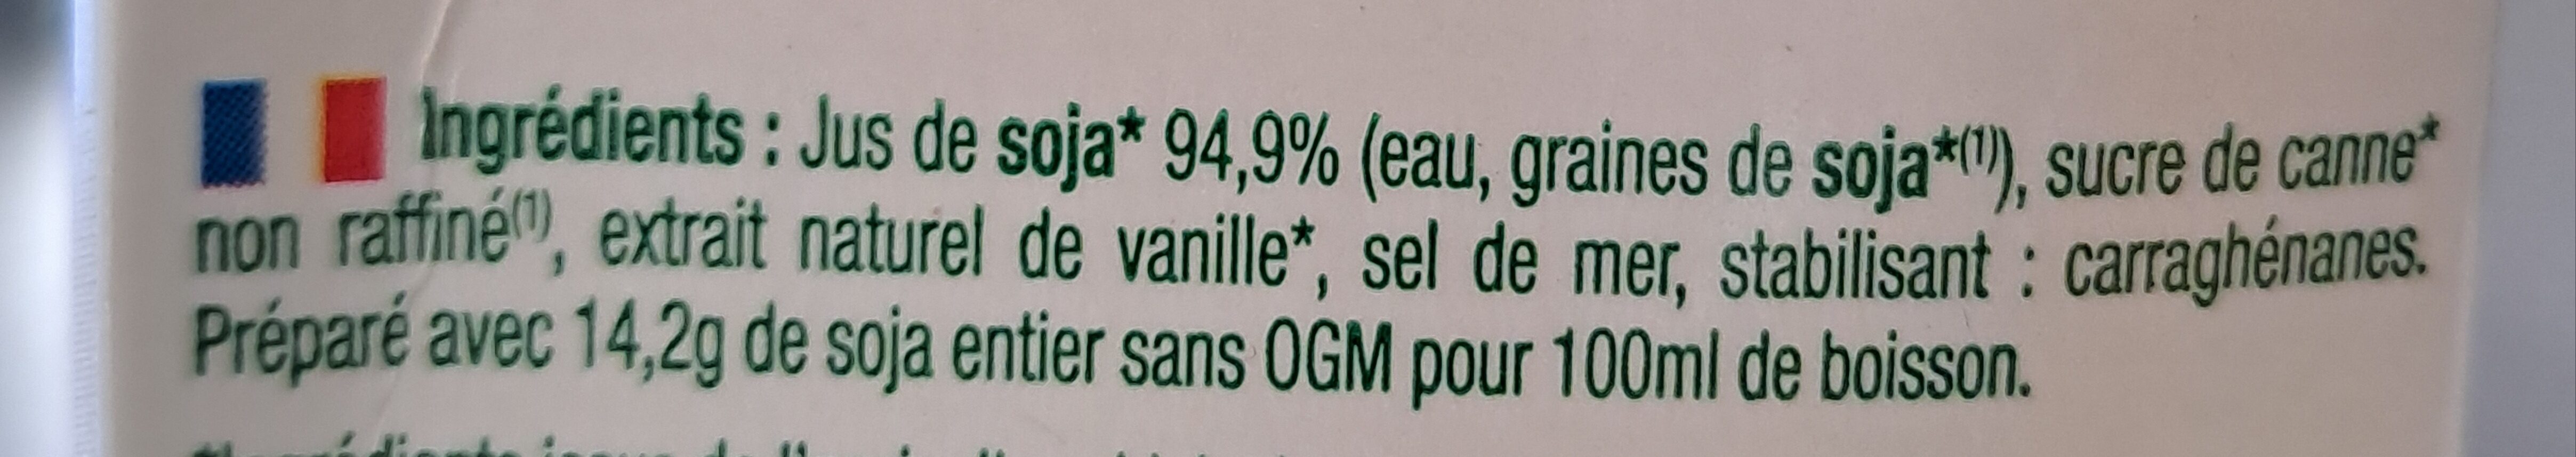 Ingrédients : Jus de soja* 94,9% (eau, graines de soja*⁽¹⁾), sucre de canne*
non raffiné⁽¹⁾, extrait naturel de vanille*, sel de mer, stabilisant : carraghénanes.
Préparé avec 14,2g de soja entier sans OGM pour 100ml de boisson.